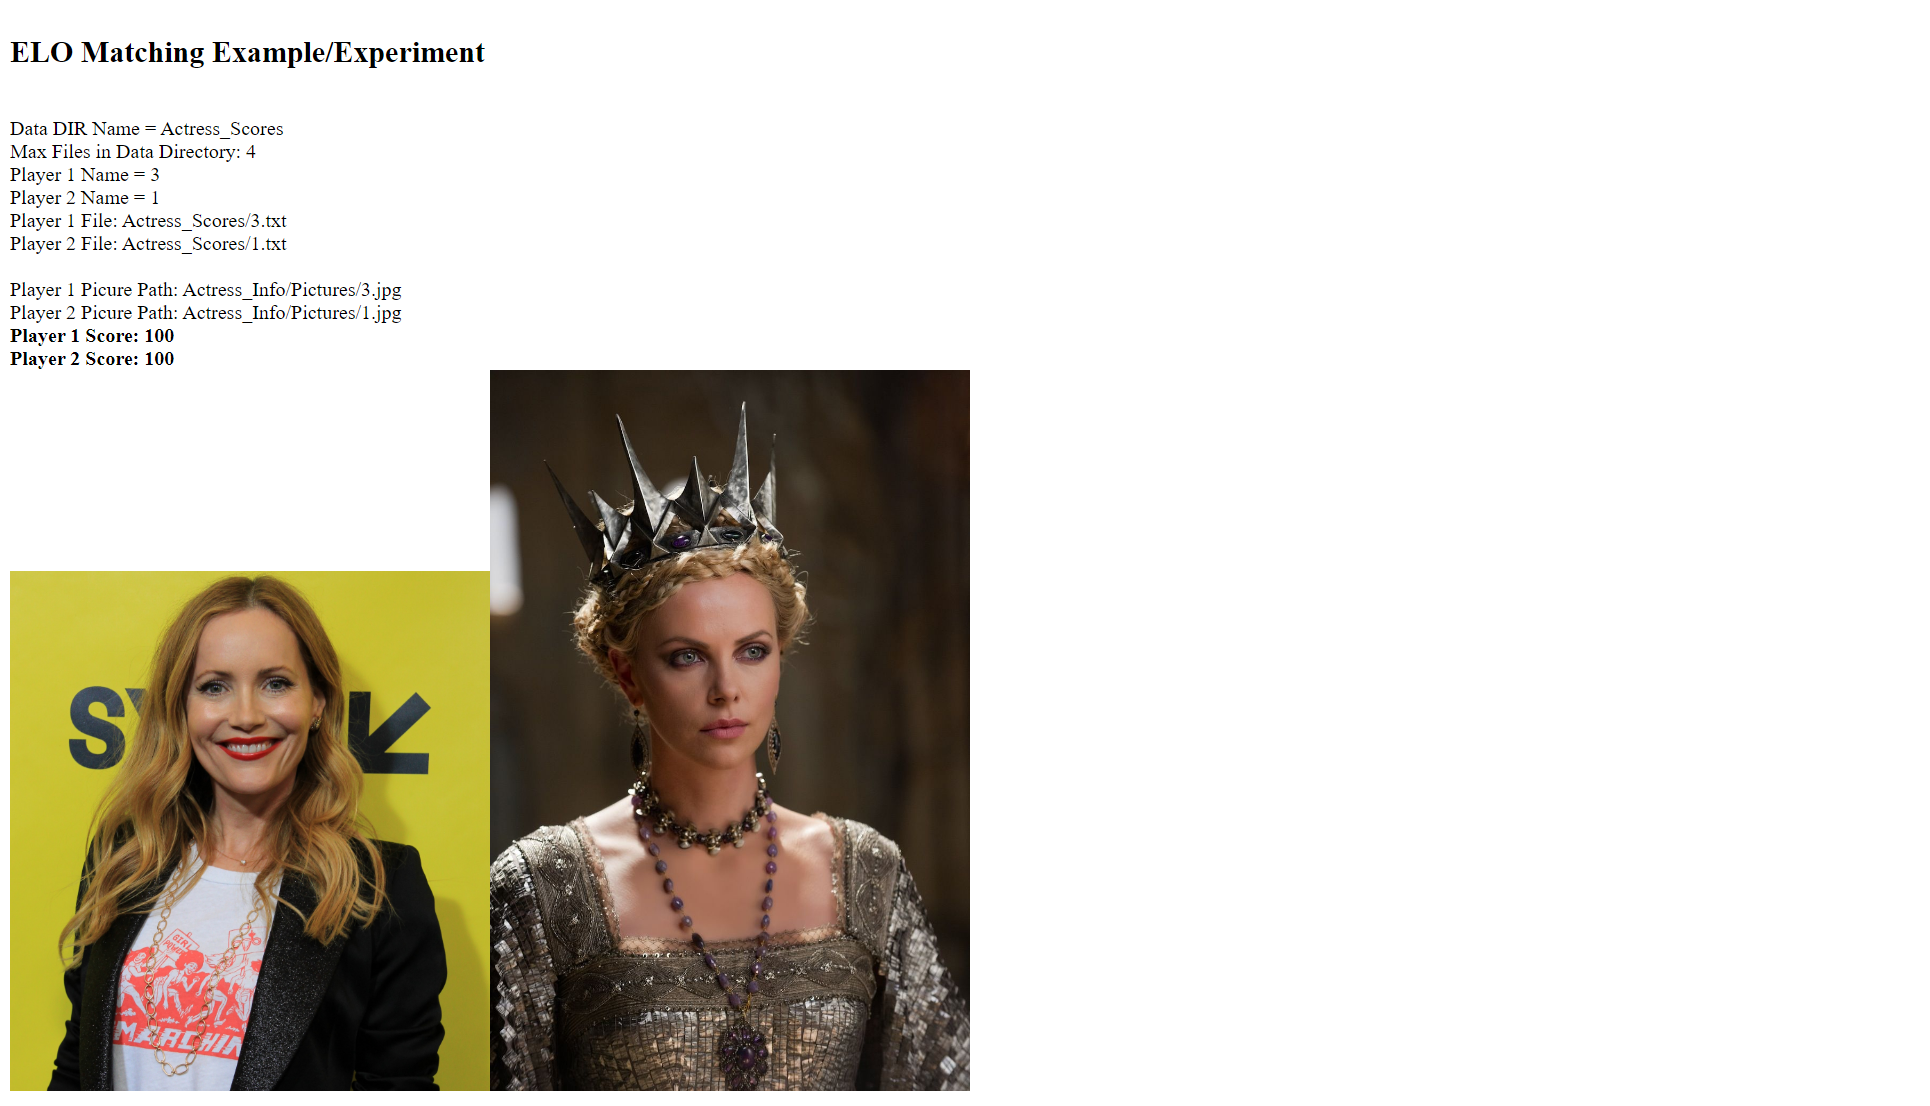 ELO Matching Example/Experiment
Data DIR Name = Actress_Scores
Max Files in Data Directory: 4
Player 1 Name = 3
Player 2 Name = 1
Player 1 File: Actress_Scores/3.txt
Player 2 File: Actress_Scores/1.txt
Player 1 Picure Path: Actress_Info/Pictures/3.jpg
Player 2 Picure Path: Actress_Info/Pictures/1.jpg
Player 1 Score: 100
Player 2 Score: 100
GIRL
POWER
MARCHIN